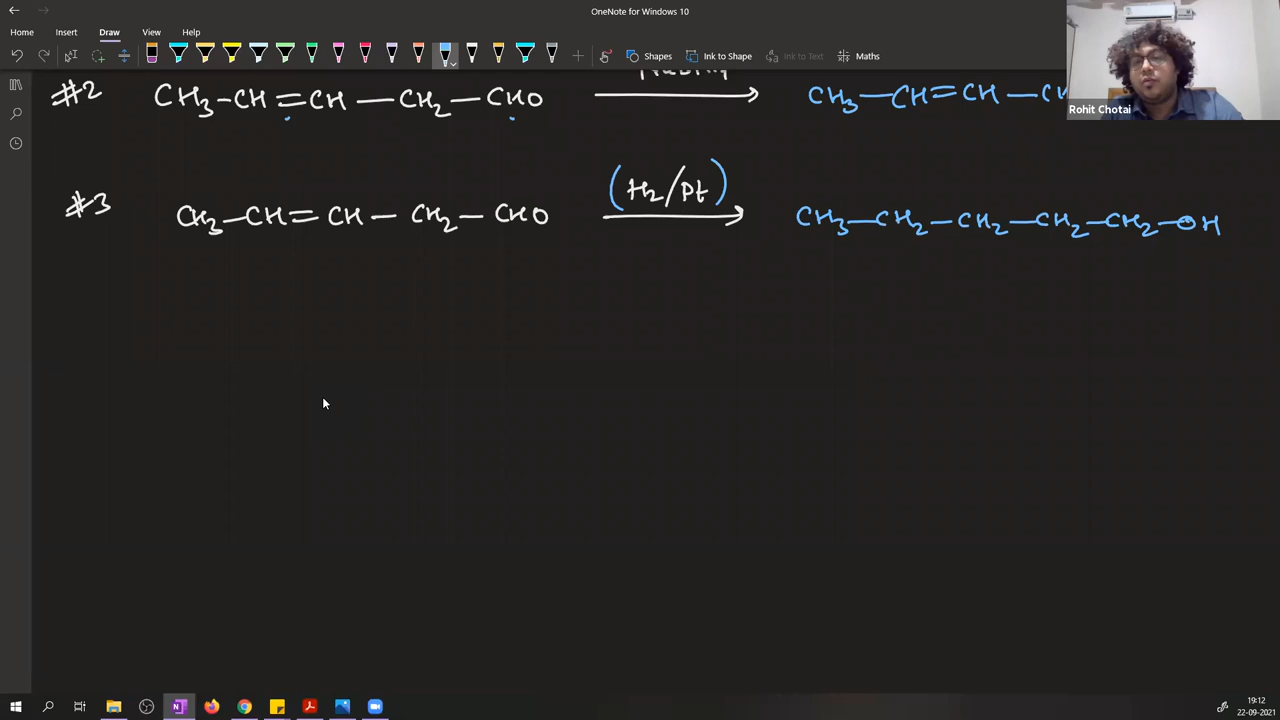 OneNote for Windows 10
Home Insert Draw View Help
Shapes Ink to Shape Ink to Text Maths
Rohit Chotai
#2 CH3-CH=CH-CH2-CHO → CH3-CH=CH-
(H2/Pt)
#3 CH3-CH=CH-CH2-CHO → CH3-CH2-CH2-CH2-CH2-OH
19:12
22-09-2021